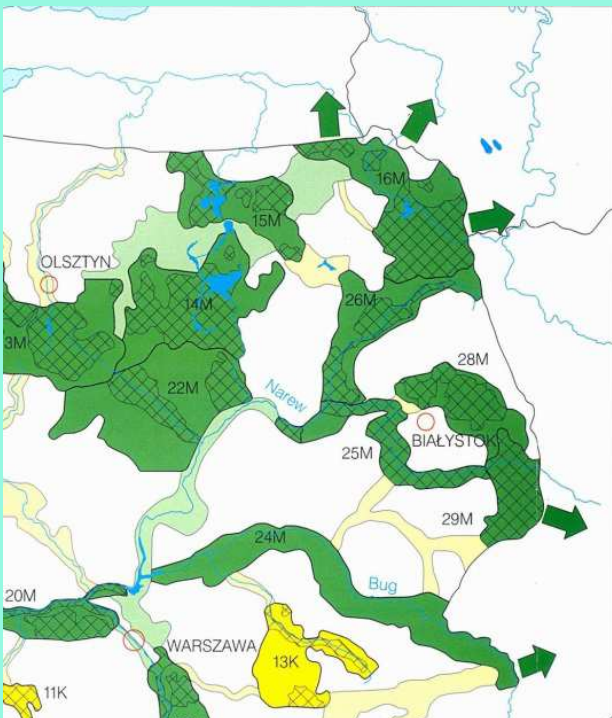 16M
15M
OLSZTYN
14M
26M
3M
28M
22M
Narew
BIAŁYSTOK
25M
29M
24M
20M
Bug
WARSZAWA
13K
11K